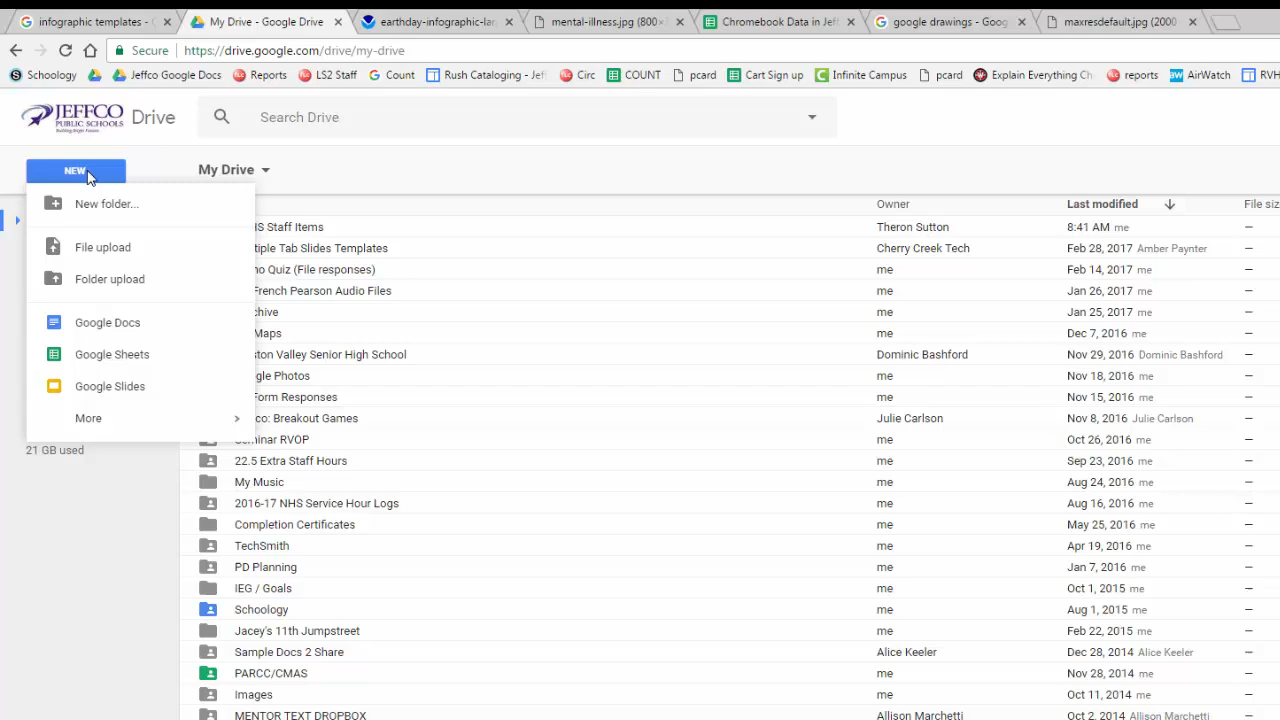 infographic templates - G
My Drive - Google Drive
earthday-infographic-lar
mental-illness.jpg (800×
Chromebook Data in Jeff
google drawings - Goog
maxresdefault.jpg (2000
Secure
https://drive.google.com/drive/my-drive
Schoology
Jeffco Google Docs
Reports
LS2 Staff
Count
Rush Cataloging - Jeff
Circ
COUNT
pcard
Cart Sign up
Infinite Campus
pcard
Explain Everything Ch
reports
AirWatch
RVH
JEFFCO
PUBLIC SCHOOLS
Building Bright Futures
Drive
Search Drive
NEW
My Drive
New folder...
File upload
Folder upload
Google Docs
Google Sheets
Google Slides
More
21 GB used
Owner
Last modified
File siz
S Staff Items
Theron Sutton
8:41 AM me
tiple Tab Slides Templates
Cherry Creek Tech
Feb 28, 2017 Amber Paynter
no Quiz (File responses)
me
Feb 14, 2017 me
French Pearson Audio Files
me
Jan 26, 2017 me
hive
me
Jan 25, 2017 me
Maps
me
Dec 7, 2016 me
ston Valley Senior High School
Dominic Bashford
Nov 29, 2016 Dominic Bashford
gle Photos
me
Nov 18, 2016 me
Form Responses
me
Nov 15, 2016 me
co: Breakout Games
Julie Carlson
Nov 8, 2016 Julie Carlson
Seminar RVOP
me
Oct 26, 2016 me
22.5 Extra Staff Hours
me
Sep 23, 2016 me
My Music
me
Aug 24, 2016 me
2016-17 NHS Service Hour Logs
me
Aug 16, 2016 me
Completion Certificates
me
May 25, 2016 me
TechSmith
me
Apr 19, 2016 me
PD Planning
me
Jan 7, 2016 me
IEG / Goals
me
Oct 1, 2015 me
Schoology
me
Aug 1, 2015 me
Jacey's 11th Jumpstreet
me
Feb 22, 2015 me
Sample Docs 2 Share
Alice Keeler
Dec 28, 2014 Alice Keeler
PARCC/CMAS
me
Nov 28, 2014 me
Images
me
Oct 11, 2014 me
MENTOR TEXT DROPBOX
Allison Marchetti
Oct 2, 2014 Allison Marchetti